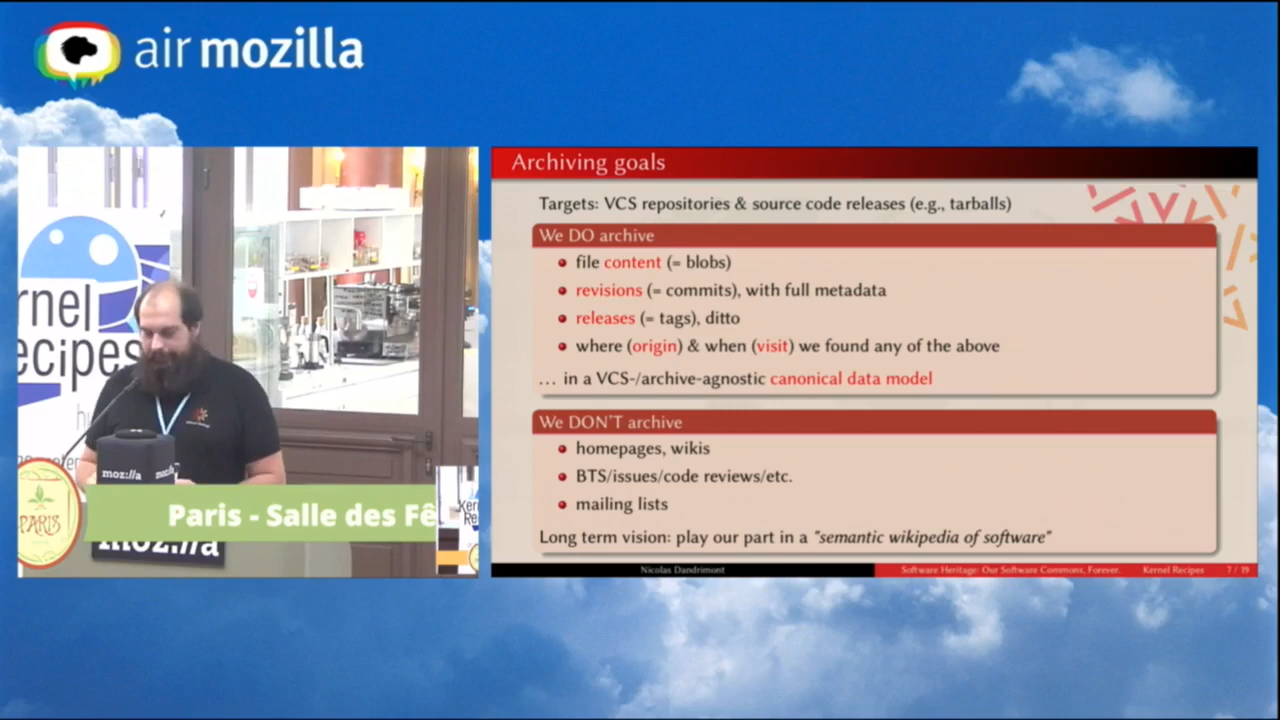 air mozilla
rnel
ecipes
moz://a
PARIS
Paris - Salle des Fê
moz://a
Ke
Re
Archiving goals
Targets: VCS repositories & source code releases (e.g., tarballs)
We DO archive
file content (= blobs)
revisions (= commits), with full metadata
releases (= tags), ditto
where (origin) & when (visit) we found any of the above
… in a VCS-/archive-agnostic canonical data model
We DON'T archive
homepages, wikis
BTS/issues/code reviews/etc.
mailing lists
Long term vision: play our part in a "semantic wikipedia of software"
Nicolas Dandrimont
Software Heritage: Our Software Commons, Forever.
Kernel Recipes
7 / 19